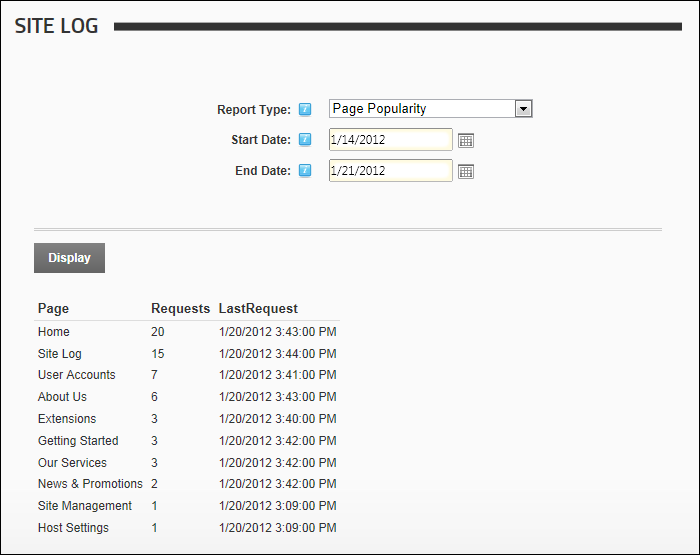 SITE LOG
Report Type: Page Popularity
Start Date: 1/14/2012
End Date: 1/21/2012
Display
Page Requests LastRequest
Home 20 1/20/2012 3:43:00 PM
Site Log 15 1/20/2012 3:44:00 PM
User Accounts 7 1/20/2012 3:41:00 PM
About Us 6 1/20/2012 3:43:00 PM
Extensions 3 1/20/2012 3:40:00 PM
Getting Started 3 1/20/2012 3:42:00 PM
Our Services 3 1/20/2012 3:42:00 PM
News & Promotions 2 1/20/2012 3:42:00 PM
Site Management 1 1/20/2012 3:09:00 PM
Host Settings 1 1/20/2012 3:09:00 PM